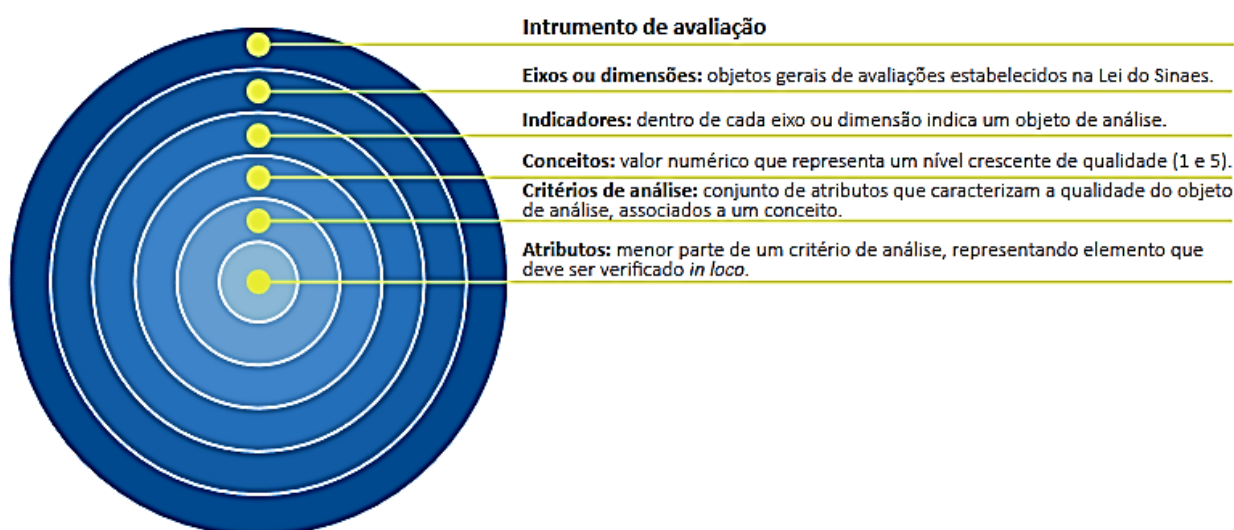 Intrumento de avaliação
Eixos ou dimensões: objetos gerais de avaliações estabelecidos na Lei do Sinaes.
Indicadores: dentro de cada eixo ou dimensão indica um objeto de análise.
Conceitos: valor numérico que representa um nível crescente de qualidade (1 e 5).
Critérios de análise: conjunto de atributos que caracterizam a qualidade do objeto
de análise, associados a um conceito.
Atributos: menor parte de um critério de análise, representando elemento que
deve ser verificado in loco.